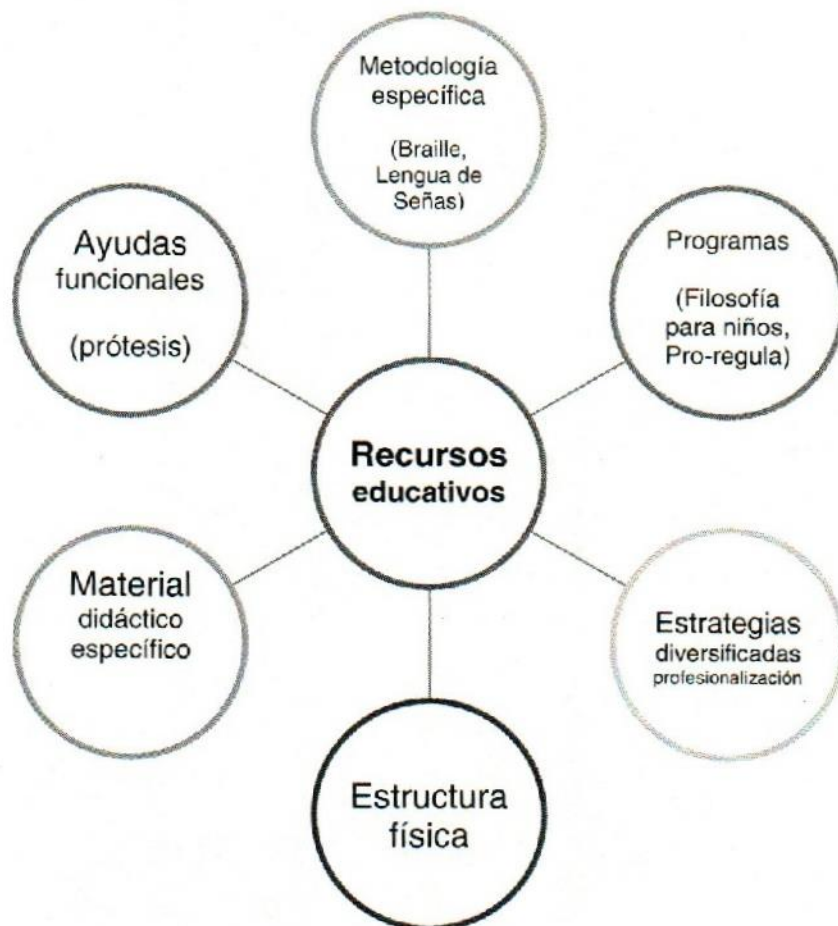 Metodología
específica
(Braille,
Lengua de
Señas)
Ayudas
funcionales
(prótesis)
Programas
(Filosofía
para niños,
Pro-regula)
Recursos
educativos
Material
didáctico
específico
Estrategias
diversificadas
profesionalización
Estructura
física